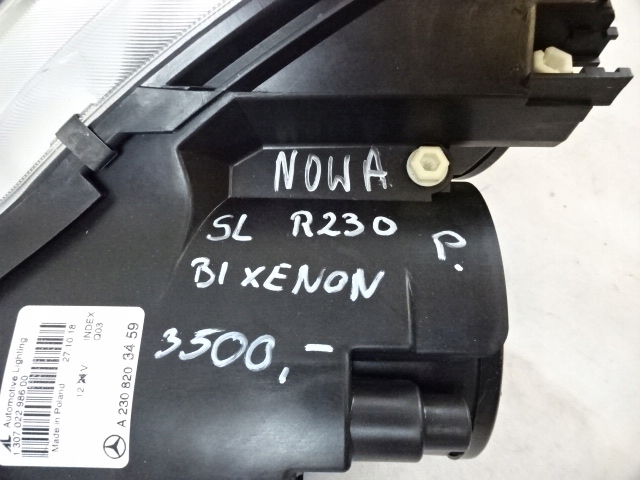 NOWA
SL R230 P.
BI XENON
3500,-
AL Automotive Lighting
1 307 022 986 00
Made in Poland 27.10.18
12 V INDEX
Q03
A 230 820 34 59